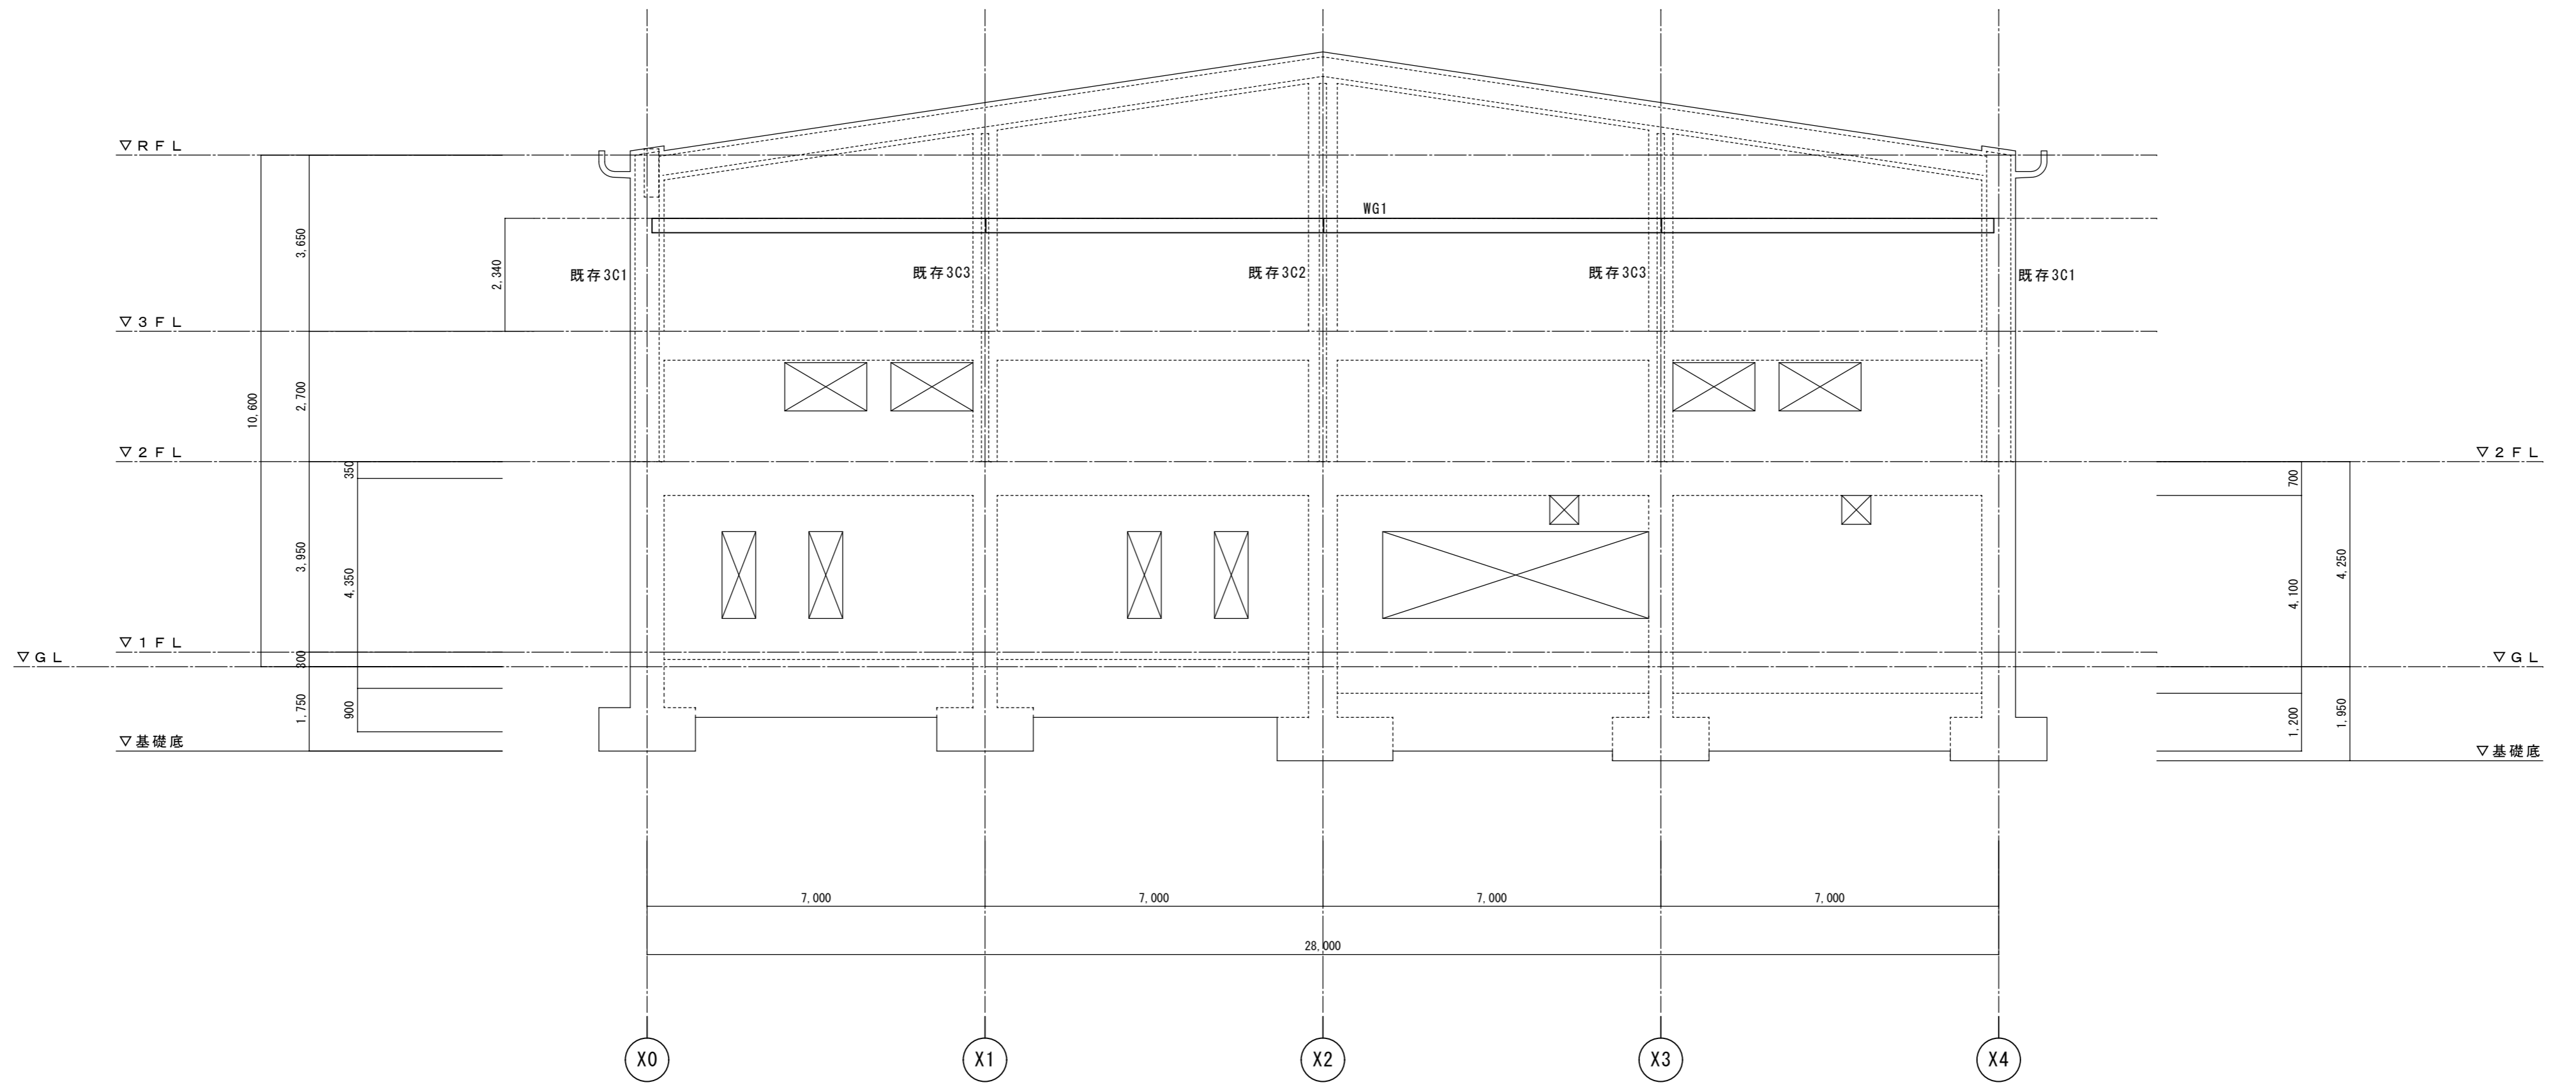 ▽RFL
WG1
3,650
2,340
10,600
既存3C1
既存3C3
既存3C2
既存3C3
既存3C1
▽3FL
2,700
▽2FL
▽2FL
350
700
3,950
4,350
4,250
4,100
▽1FL
300
▽GL
▽GL
1,750
900
1,200
1,950
▽基礎底
▽基礎底
7,000
7,000
7,000
7,000
28,000
X0
X1
X2
X3
X4